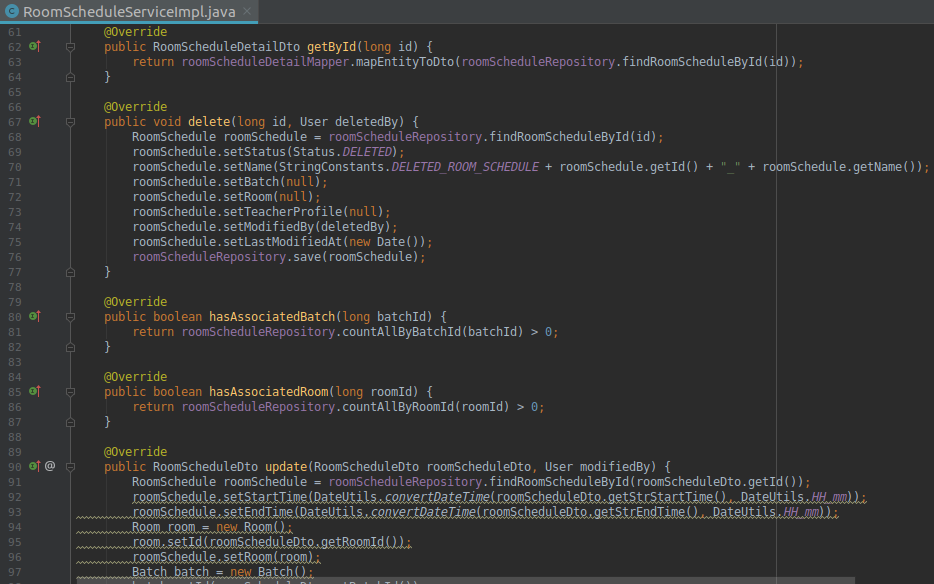 RoomScheduleServiceImpl.java
61 @Override
62 public RoomScheduleDetailDto getById(long id) {
63 return roomScheduleDetailMapper.mapEntityToDto(roomScheduleRepository.findRoomScheduleById(id));
64 }
65
66 @Override
67 public void delete(long id, User deletedBy) {
68 RoomSchedule roomSchedule = roomScheduleRepository.findRoomScheduleById(id);
69 roomSchedule.setStatus(Status.DELETED);
70 roomSchedule.setName(StringConstants.DELETED_ROOM_SCHEDULE + roomSchedule.getId() + "_" + roomSchedule.getName());
71 roomSchedule.setBatch(null);
72 roomSchedule.setRoom(null);
73 roomSchedule.setTeacherProfile(null);
74 roomSchedule.setModifiedBy(deletedBy);
75 roomSchedule.setLastModifiedAt(new Date());
76 roomScheduleRepository.save(roomSchedule);
77 }
78
79 @Override
80 public boolean hasAssociatedBatch(long batchId) {
81 return roomScheduleRepository.countAllByBatchId(batchId) > 0;
82 }
83
84 @Override
85 public boolean hasAssociatedRoom(long roomId) {
86 return roomScheduleRepository.countAllByRoomId(roomId) > 0;
87 }
88
89 @Override
90 @ public RoomScheduleDto update(RoomScheduleDto roomScheduleDto, User modifiedBy) {
91 RoomSchedule roomSchedule = roomScheduleRepository.findRoomScheduleById(roomScheduleDto.getId());
92 roomSchedule.setStartTime(DateUtils.convertDateTime(roomScheduleDto.getStrStartTime(), DateUtils.HH_mm));
93 roomSchedule.setEndTime(DateUtils.convertDateTime(roomScheduleDto.getStrEndTime(), DateUtils.HH_mm));
94 Room room = new Room();
95 room.setId(roomScheduleDto.getRoomId());
96 roomSchedule.setRoom(room);
97 Batch batch = new Batch();